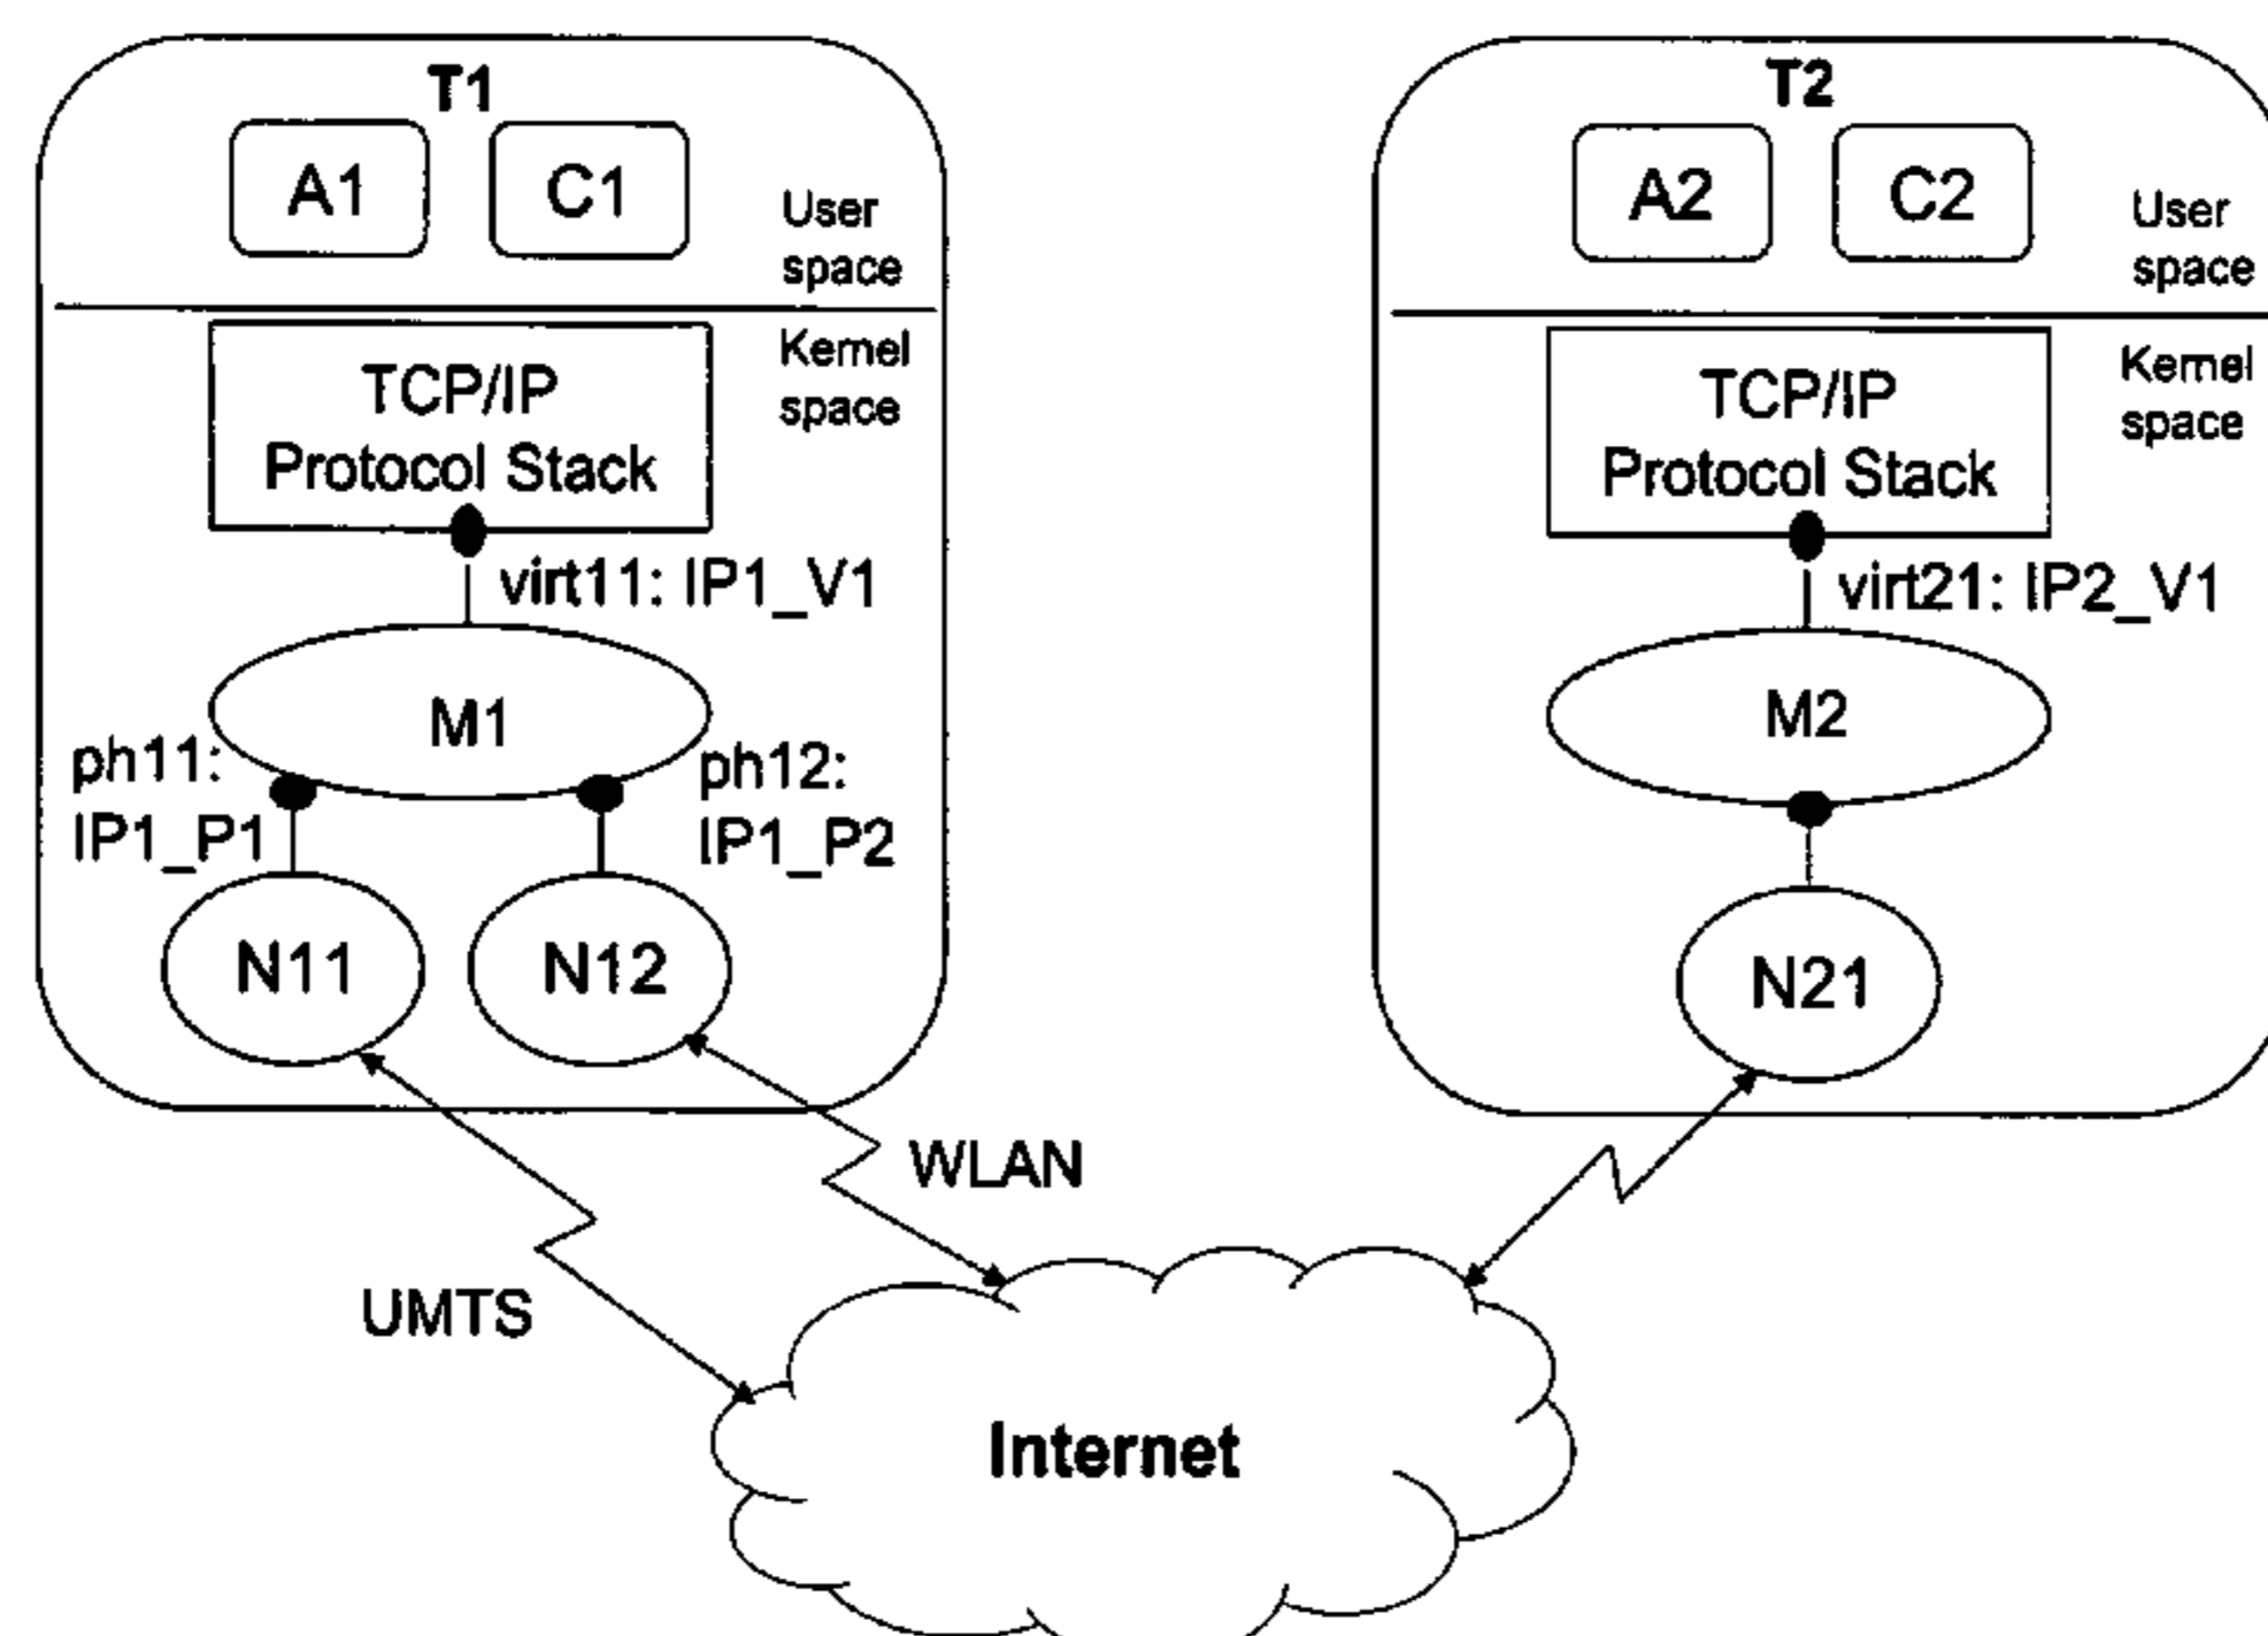 T1
A1
C1
User
space
Kernel
space
TCP/IP
Protocol Stack
virt11: IP1_V1
M1
ph11:
IP1_P1
ph12:
IP1_P2
N11
N12
T2
A2
C2
User
space
Kernel
space
TCP/IP
Protocol Stack
virt21: IP2_V1
M2
N21
WLAN
UMTS
Internet